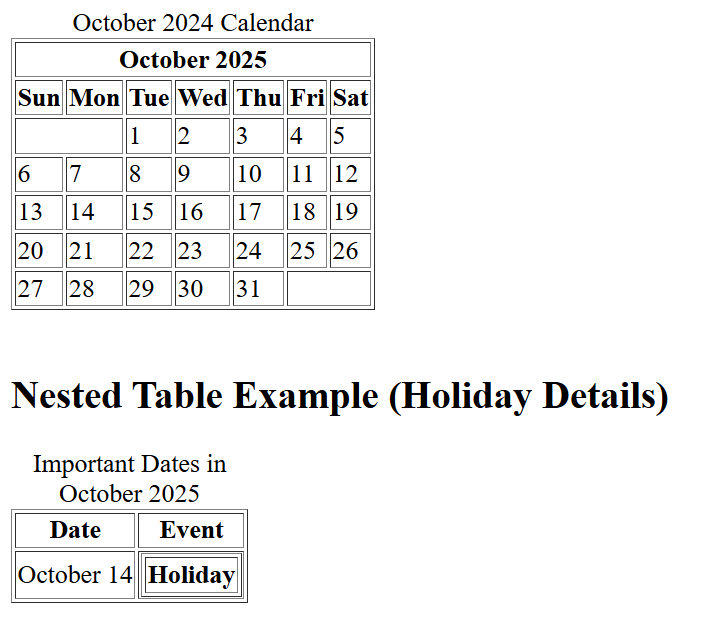 October 2024 Calendar
October 2025
Sun Mon Tue Wed Thu Fri Sat
1 2 3 4 5
6 7 8 9 10 11 12
13 14 15 16 17 18 19
20 21 22 23 24 25 26
27 28 29 30 31
Nested Table Example (Holiday Details)
Important Dates in
October 2025
Date Event
October 14 Holiday